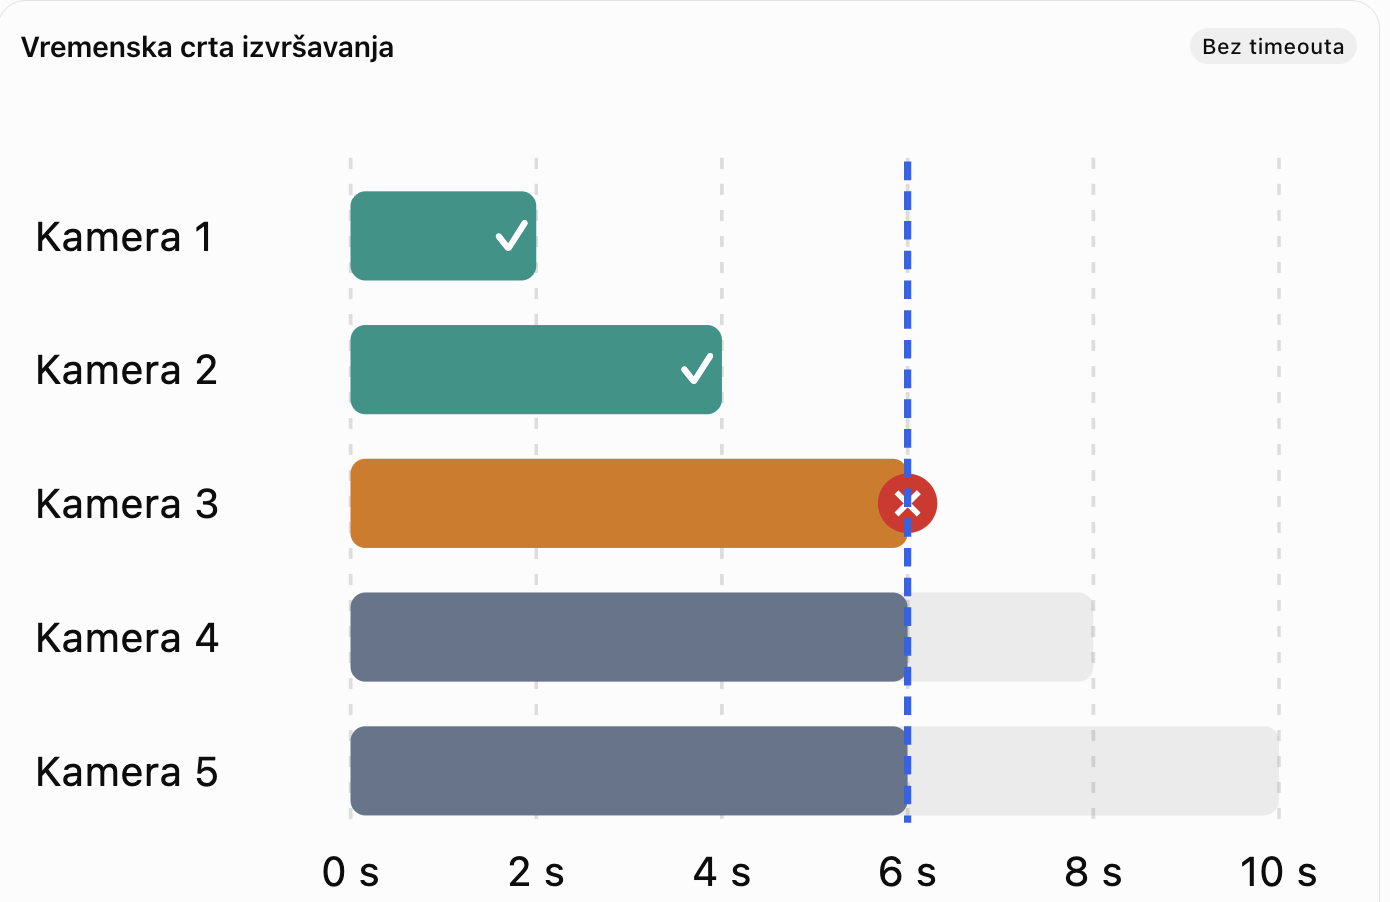 Vremenska crta izvršavanja
Bez timeouta
Kamera 1
Kamera 2
Kamera 3
Kamera 4
Kamera 5
0 s 2 s 4 s 6 s 8 s 10 s